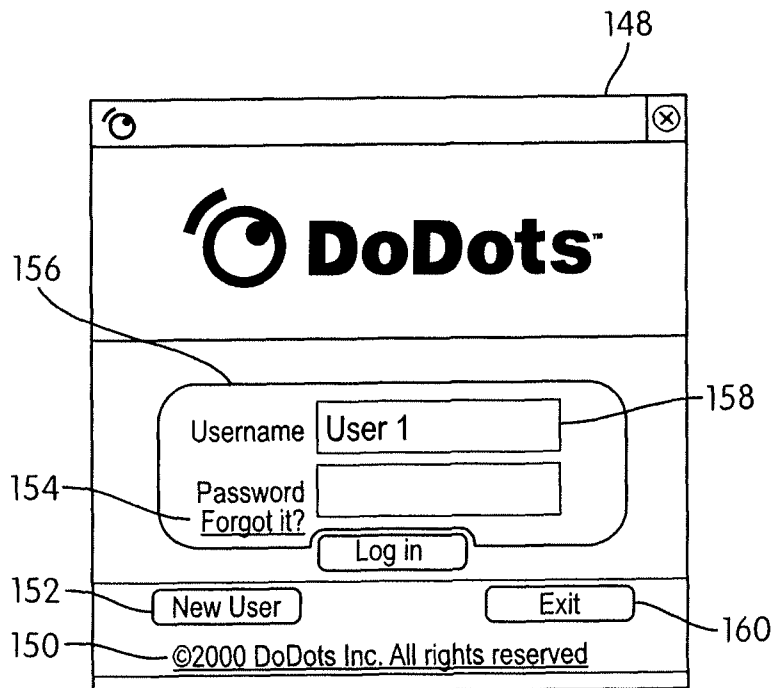 148
DoDots™
156
Username User 1 158
154 Password
Forgot it?
Log in
152 New User Exit 160
150 ©2000 DoDots Inc. All rights reserved